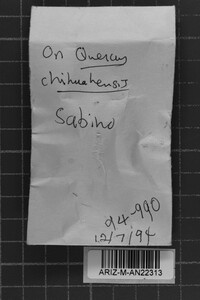 On Quercus
chihuahensis
Sabino
94-990
12/7/94
ARIZ-M-AN22313